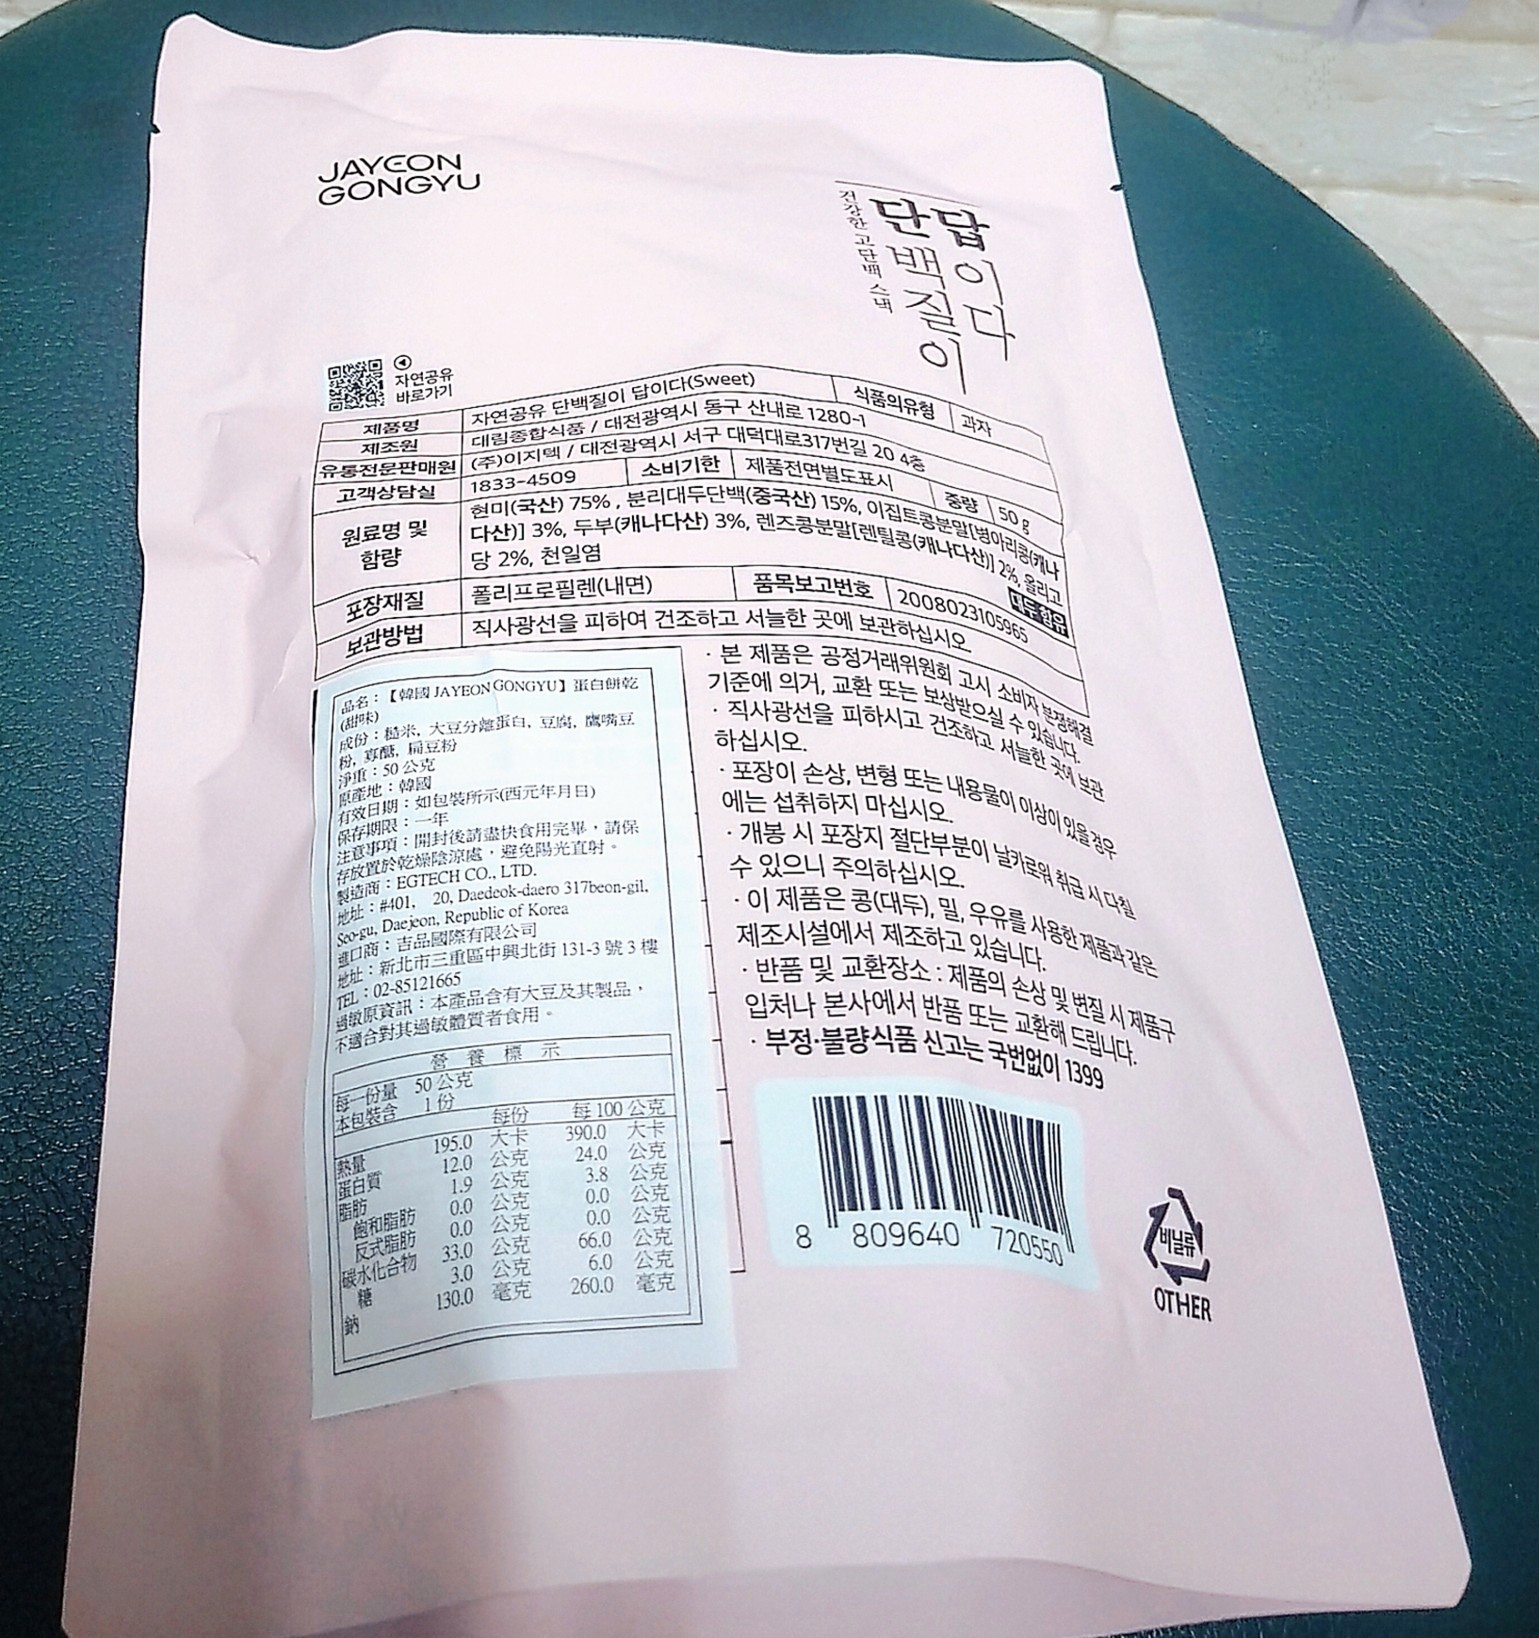 JAYEON
GONGYU
단백질이
답이다
건강한 고단백 스낵
자연공유
바로가기
제품명 자연공유 단백질이 답이다(Sweet) 식품의유형 과자
제조원 대림종합식품 / 대전광역시 동구 산내로 1280-1
유통전문판매원 (주)이지텍 / 대전광역시 서구 대덕대로317번길 20 4층
고객상담실 1833-4509 소비기한 제품전면별도표시 중량 50 g
원료명 및 함량 현미(국산) 75%, 분리대두단백(중국산) 15%, 이집트콩분말[병아리콩(캐나
다산)] 3%, 두부(캐나다산) 3%, 렌즈콩분말[렌틸콩(캐나다산)] 2%, 올리고
당 2%, 천일염 대두함유
포장재질 폴리프로필렌(내면) 품목보고번호 2008023105965
보관방법 직사광선을 피하여 건조하고 서늘한 곳에 보관하십시오
品名：【韓國 JAYEON GONGYU】蛋白餅乾
(甜味)
成份：糙米, 大豆分離蛋白, 豆腐, 鷹嘴豆
粉, 寡醣, 扁豆粉
淨重：50 公克
原產地：韓國
有效日期：如包裝所示(西元年月日)
保存期限：一年
注意事項：開封後請盡快食用完畢，請保
存放置於乾燥陰涼處，避免陽光直射。
製造商：EGTECH CO., LTD.
地址：#401, 20, Daedeok-daero 317beon-gil,
Seo-gu, Daejeon, Republic of Korea
進口商：吉品國際有限公司
地址：新北市三重區中興北街 131-3 號 3 樓
TEL：02-85121665
過敏原資訊：本產品含有大豆及其製品，
不適合對其過敏體質者食用。
營 養 標 示
每一份量 50 公克
本包裝含 1 份
每份 每 100 公克
熱量 195.0 大卡 390.0 大卡
蛋白質 12.0 公克 24.0 公克
脂肪 1.9 公克 3.8 公克
飽和脂肪 0.0 公克 0.0 公克
反式脂肪 0.0 公克 0.0 公克
碳水化合物 33.0 公克 66.0 公克
糖 3.0 公克 6.0 公克
鈉 130.0 毫克 260.0 毫克
· 본 제품은 공정거래위원회 고시 소비자 분쟁해결
기준에 의거, 교환 또는 보상받으실 수 있습니다.
· 직사광선을 피하시고 건조하고 서늘한 곳에 보관
하십시오.
· 포장이 손상, 변형 또는 내용물이 이상이 있을 경우
에는 섭취하지 마십시오.
· 개봉 시 포장지 절단부분이 날카로워 취급 시 다칠
수 있으니 주의하십시오.
· 이 제품은 콩(대두), 밀, 우유를 사용한 제품과 같은
제조시설에서 제조하고 있습니다.
· 반품 및 교환장소 : 제품의 손상 및 변질 시 제품구
입처나 본사에서 반품 또는 교환해 드립니다.
· 부정·불량식품 신고는 국번없이 1399
8 809640 720550
비닐류
OTHER